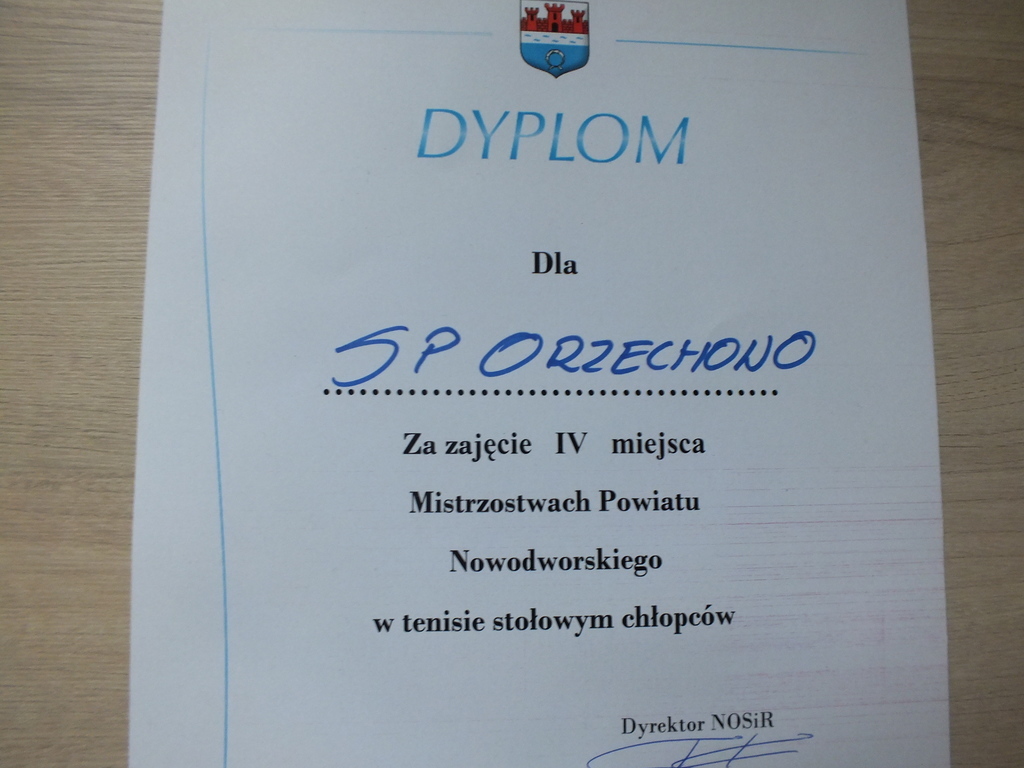 DYPLOM
Dla
SP ORZECHOWO
Za zajęcie IV miejsca
Mistrzostwach Powiatu
Nowodworskiego
w tenisie stołowym chłopców
Dyrektor NOSiR